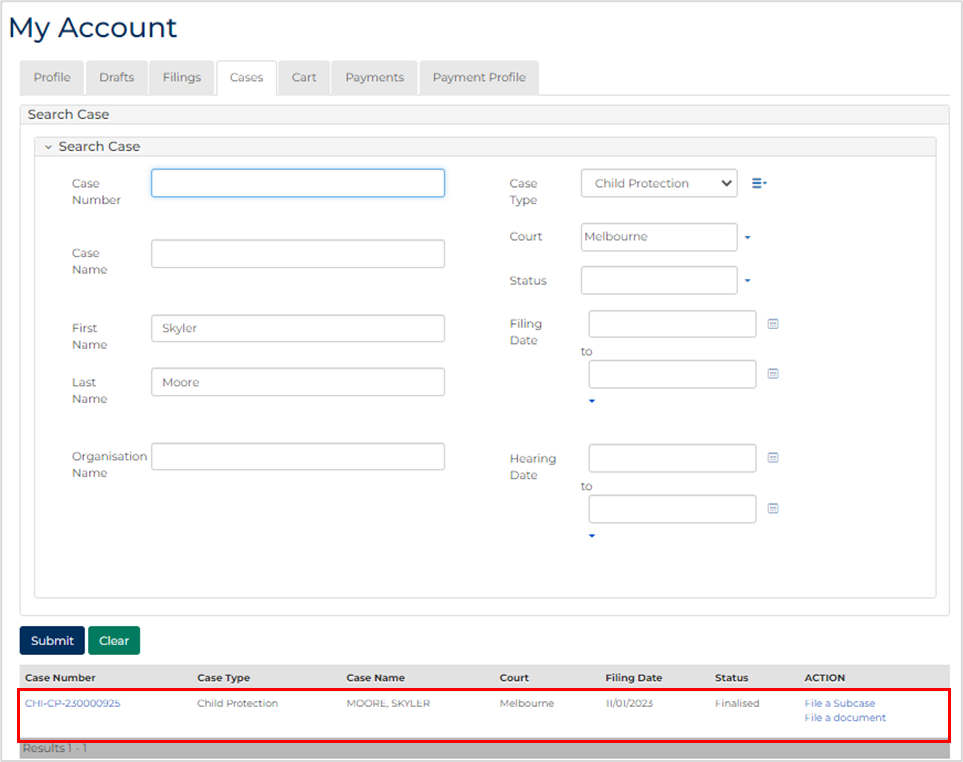 My Account
Profile Drafts Filings Cases Cart Payments Payment Profile
Search Case
Search Case
Case
Number
Case
Type
Child Protection
Court
Melbourne
Case
Name
Status
First
Name
Skyler
Filing
Date
to
Last
Name
Moore
Organisation
Name
Hearing
Date
to
Submit Clear
Case Number Case Type Case Name Court Filing Date Status ACTION
CHI-CP-230000925 Child Protection MOORE, SKYLER Melbourne 11/01/2023 Finalised File a Subcase
File a document
Results 1 - 1